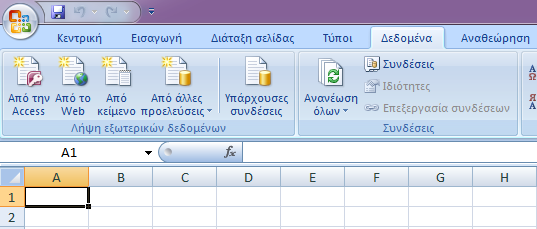 Κεντρική Εισαγωγή Διάταξη σελίδας Τύποι Δεδομένα Αναθεώρηση
Από την Access
Από το Web
Από κείμενο
Από άλλες προελεύσεις
Υπάρχουσες συνδέσεις
Λήψη εξωτερικών δεδομένων
Ανανέωση όλων
Συνδέσεις
Ιδιότητες
Επεξεργασία συνδέσεων
Συνδέσεις
A1 fx
A B C D E F G H
1
2